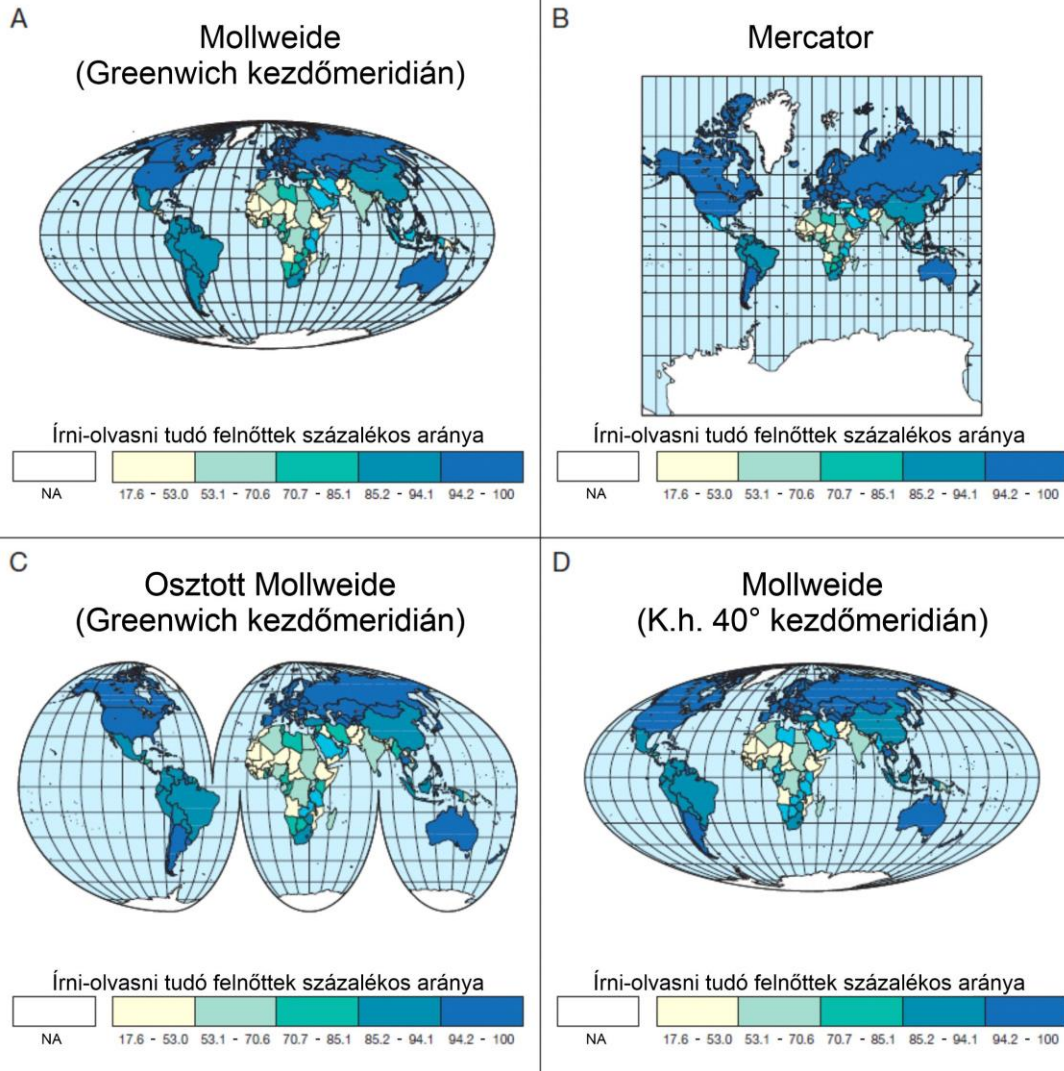 A
Mollweide
(Greenwich kezdőmeridián)
Írni-olvasni tudó felnőttek százalékos aránya
NA
17.6 - 53.0 53.1 - 70.6 70.7 - 85.1 85.2 - 94.1 94.2 - 100
B
Mercator
Írni-olvasni tudó felnőttek százalékos aránya
NA
17.6 - 53.0 53.1 - 70.6 70.7 - 85.1 85.2 - 94.1 94.2 - 100
C
Osztott Mollweide
(Greenwich kezdőmeridián)
Írni-olvasni tudó felnőttek százalékos aránya
NA
17.6 - 53.0 53.1 - 70.6 70.7 - 85.1 85.2 - 94.1 94.2 - 100
D
Mollweide
(K.h. 40° kezdőmeridián)
Írni-olvasni tudó felnőttek százalékos aránya
NA
17.6 - 53.0 53.1 - 70.6 70.7 - 85.1 85.2 - 94.1 94.2 - 100